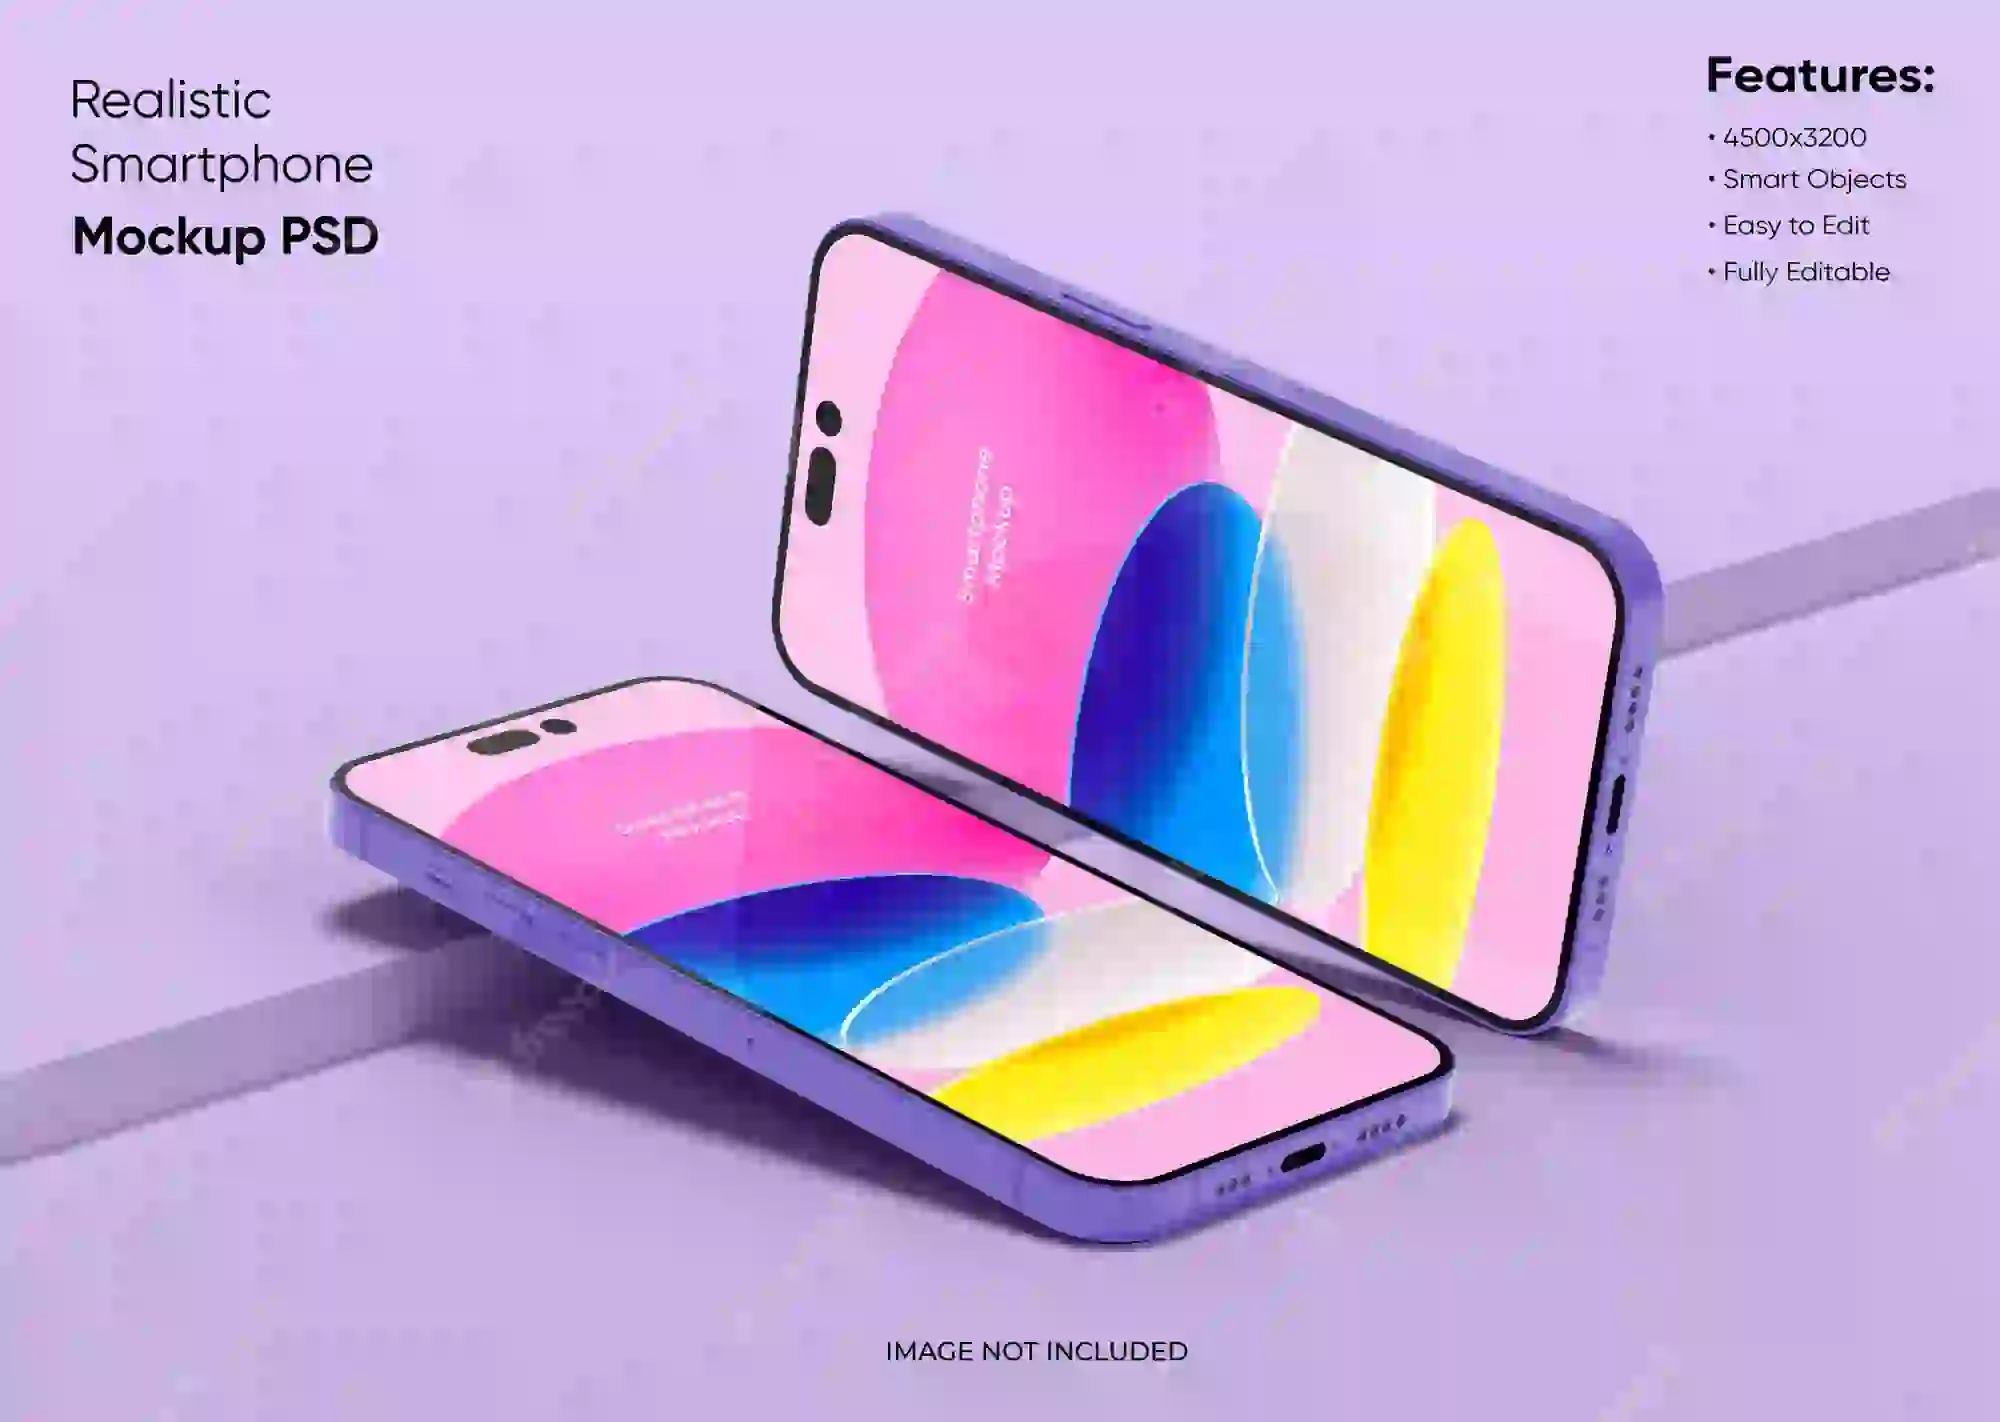 Realistic
Smartphone
Mockup PSD
Features:
• 4500x3200
• Smart Objects
• Easy to Edit
• Fully Editable
Smartphone
Mockup
IMAGE NOT INCLUDED